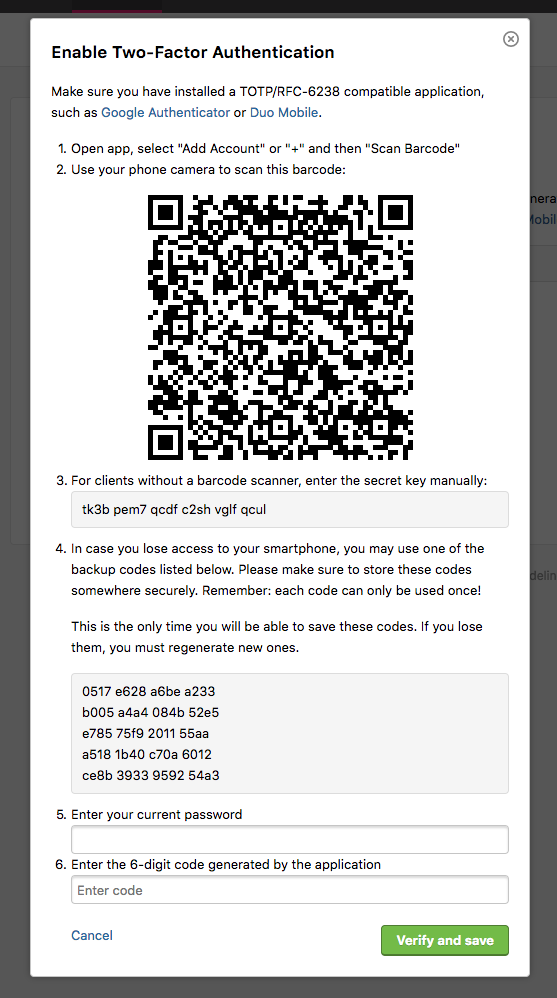 Enable Two-Factor Authentication
Make sure you have installed a TOTP/RFC-6238 compatible application,
such as Google Authenticator or Duo Mobile.
1. Open app, select "Add Account" or "+" and then "Scan Barcode"
2. Use your phone camera to scan this barcode:
3. For clients without a barcode scanner, enter the secret key manually:
tk3b pem7 qcdf c2sh vglf qcul
4. In case you lose access to your smartphone, you may use one of the
backup codes listed below. Please make sure to store these codes
somewhere securely. Remember: each code can only be used once!
This is the only time you will be able to save these codes. If you lose
them, you must regenerate new ones.
0517 e628 a6be a233
b005 a4a4 084b 52e5
e785 75f9 2011 55aa
a518 1b40 c70a 6012
ce8b 3933 9592 54a3
5. Enter your current password
6. Enter the 6-digit code generated by the application
Enter code
Cancel
Verify and save